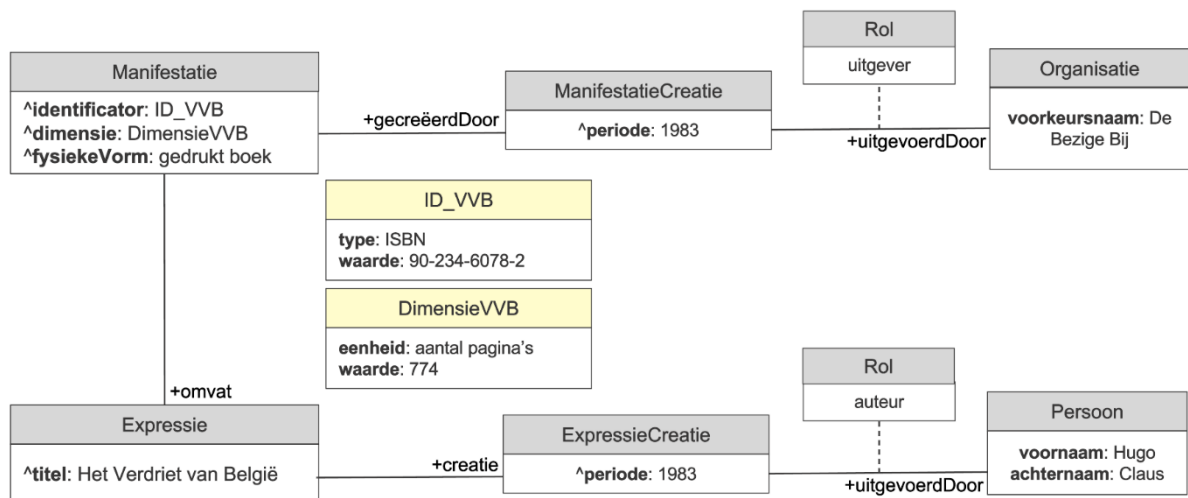 Manifestatie
^identificator: ID_VVB
^dimensie: DimensieVVB
^fysiekeVorm: gedrukt boek
+gecreëerdDoor
ManifestatieCreatie
^periode: 1983
Rol
uitgever
+uitgevoerdDoor
Organisatie
voorkeursnaam: De
Bezige Bij
ID_VVB
type: ISBN
waarde: 90-234-6078-2
DimensieVVB
eenheid: aantal pagina's
waarde: 774
+omvat
Expressie
^titel: Het Verdriet van België
+creatie
ExpressieCreatie
^periode: 1983
Rol
auteur
+uitgevoerdDoor
Persoon
voornaam: Hugo
achternaam: Claus